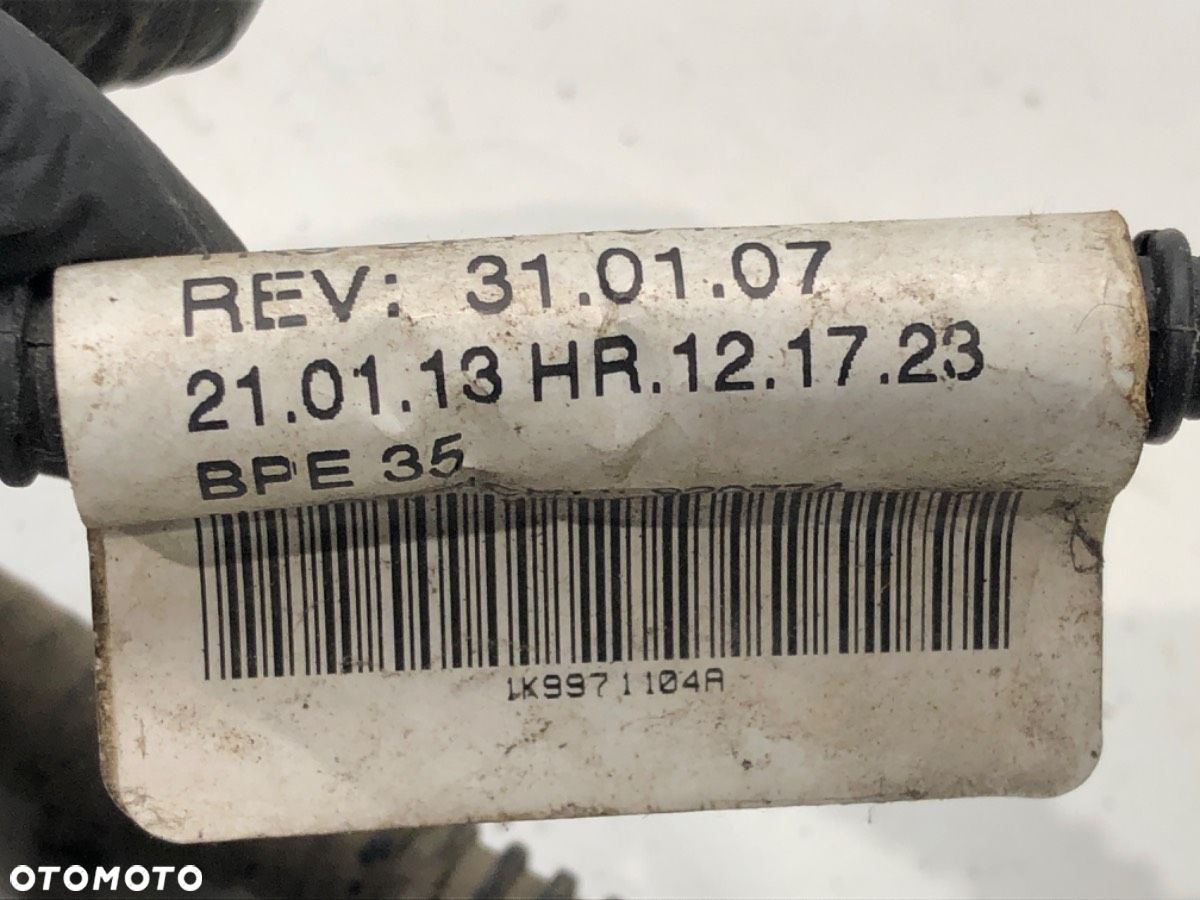 REV: 31.01.07
21.01.13 HR.12.17.23
BPE 35
1K9971104A
OTOMOTO